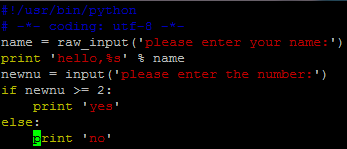 #!/usr/bin/python
# -*- coding: utf-8 -*-
name = raw_input('please enter your name:')
print 'hello,%s' % name
newnu = input('please enter the number:')
if newnu >= 2:
    print 'yes'
else:
    print 'no'